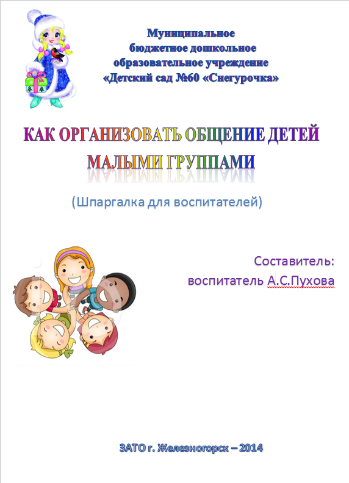 Муниципальное
бюджетное дошкольное
образовательное учреждение
«Детский сад №60 «Снегурочка»
КАК ОРГАНИЗОВАТЬ ОБЩЕНИЕ ДЕТЕЙ
МАЛЫМИ ГРУППАМИ
(Шпаргалка для воспитателей)
Составитель:
воспитатель А.С.Пухова
ЗАТО г. Железногорск – 2014